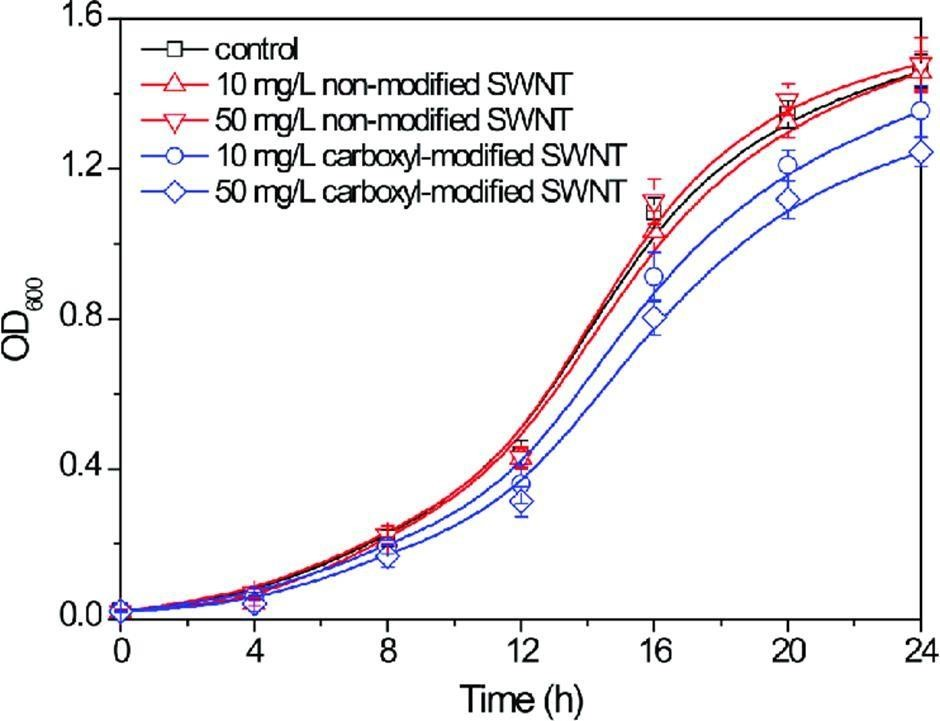 1.6
control
10 mg/L non-modified SWNT
50 mg/L non-modified SWNT
10 mg/L carboxyl-modified SWNT
50 mg/L carboxyl-modified SWNT
1.2
0.8
0.4
0.0
OD600
0 4 8 12 16 20 24
Time (h)